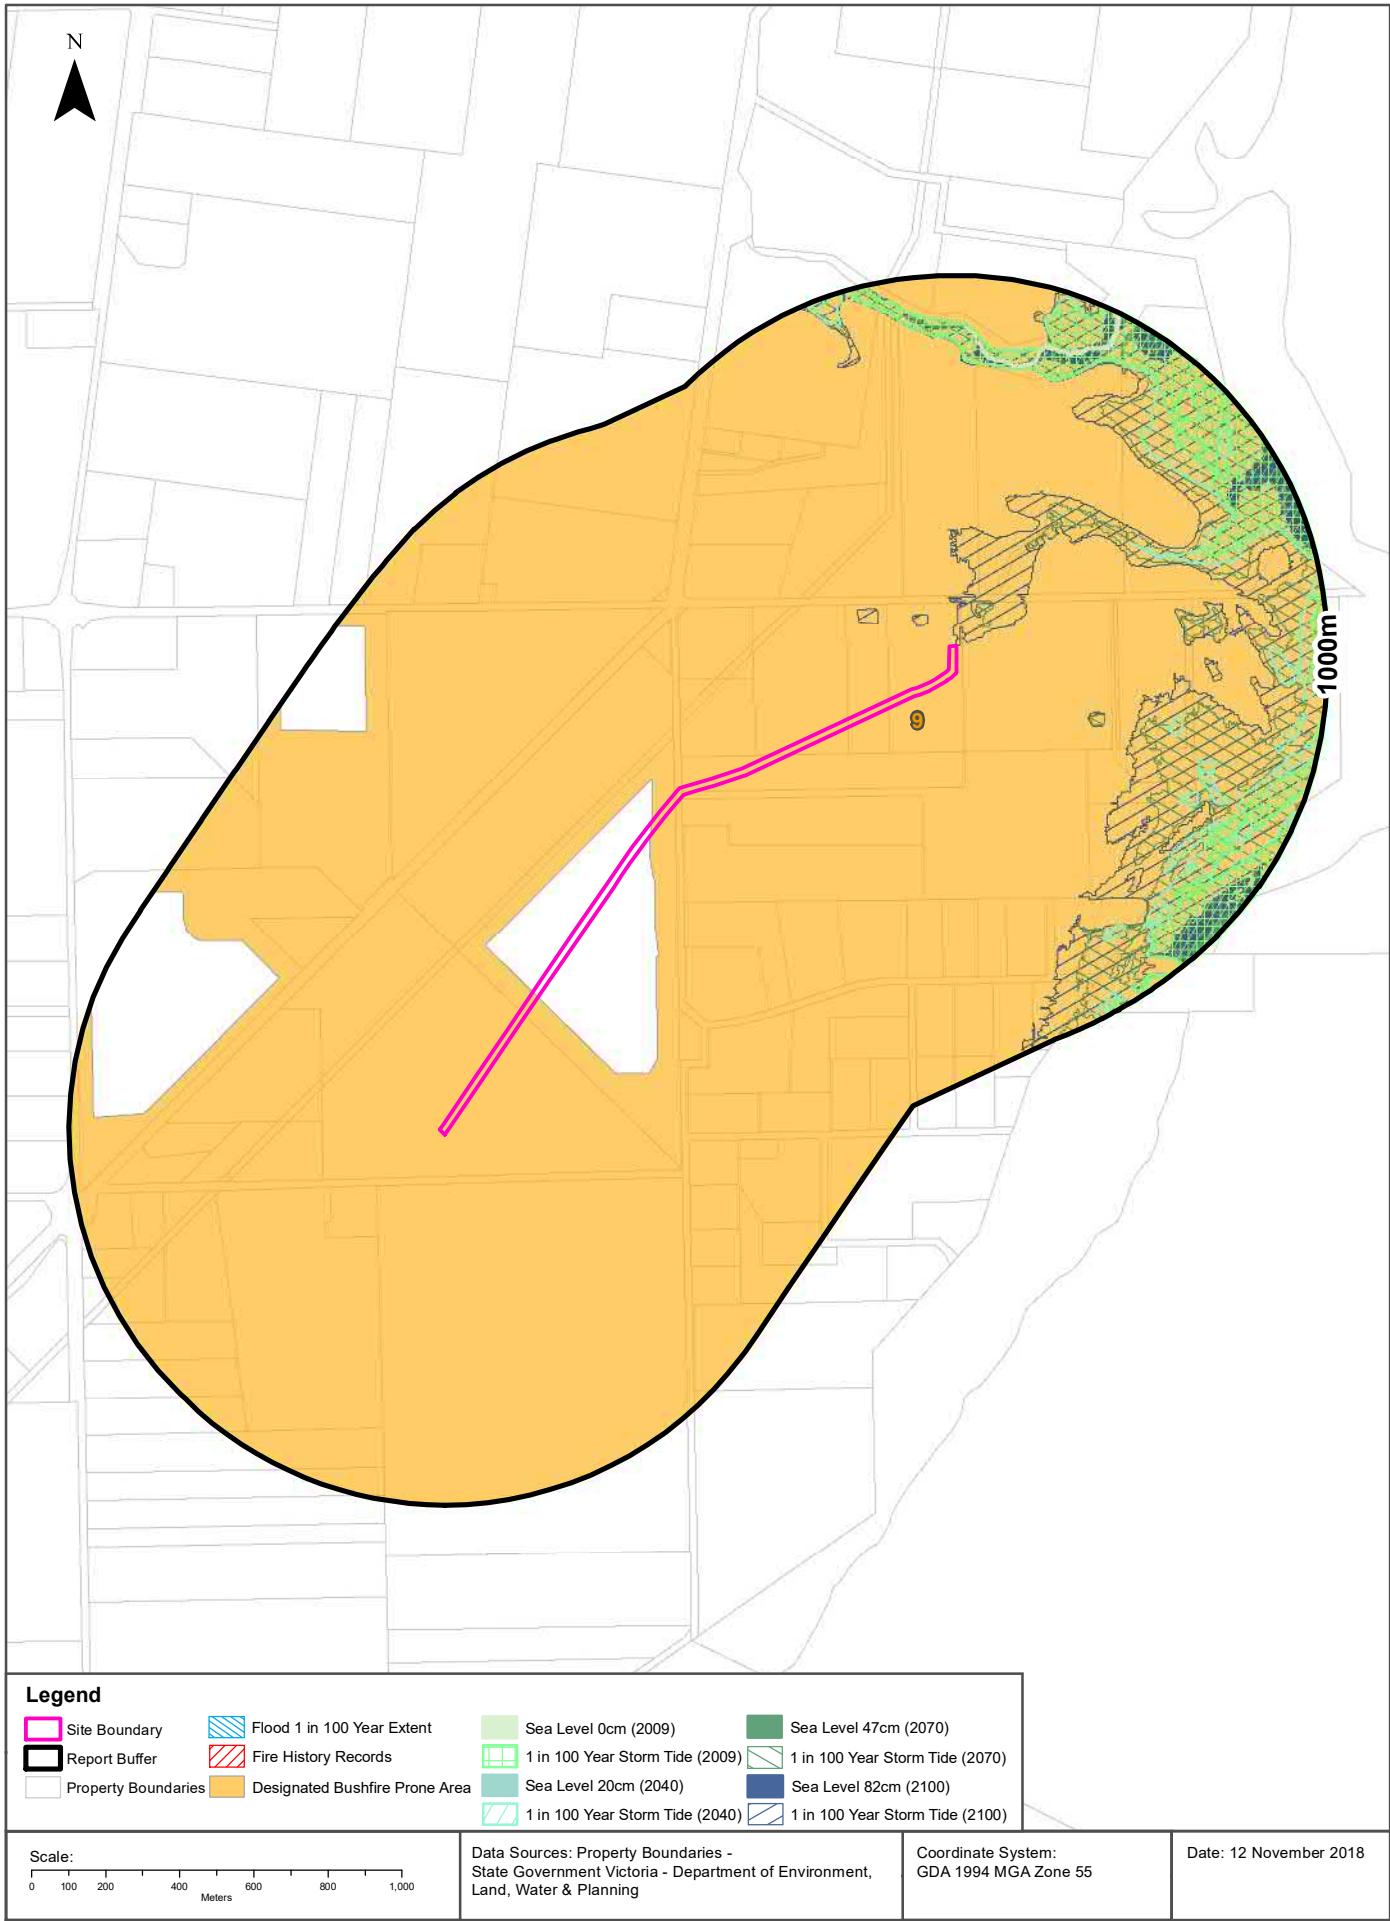 N
1000m
9
Legend
Site Boundary
Report Buffer
Property Boundaries
Flood 1 in 100 Year Extent
Fire History Records
Designated Bushfire Prone Area
Sea Level 0cm (2009)
1 in 100 Year Storm Tide (2009)
Sea Level 20cm (2040)
1 in 100 Year Storm Tide (2040)
Sea Level 47cm (2070)
1 in 100 Year Storm Tide (2070)
Sea Level 82cm (2100)
1 in 100 Year Storm Tide (2100)
Scale:
0 100 200 400 600 800 1,000
Meters
Data Sources: Property Boundaries -
State Government Victoria - Department of Environment,
Land, Water & Planning
Coordinate System:
GDA 1994 MGA Zone 55
Date: 12 November 2018